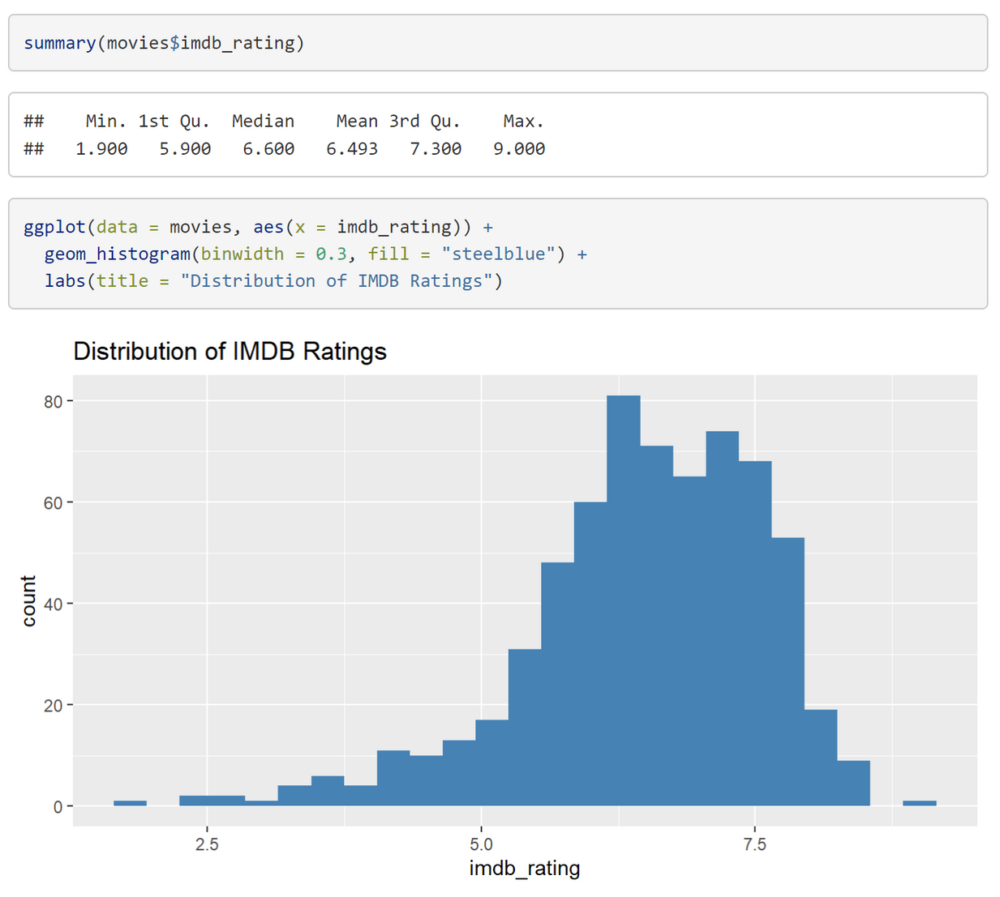 summary(movies$imdb_rating)
##    Min. 1st Qu.  Median    Mean 3rd Qu.    Max.
##   1.900   5.900   6.600   6.493   7.300   9.000
ggplot(data = movies, aes(x = imdb_rating)) +
  geom_histogram(binwidth = 0.3, fill = "steelblue") +
  labs(title = "Distribution of IMDB Ratings")
Distribution of IMDB Ratings
80
60
40
20
0
count
2.5 5.0 7.5
imdb_rating